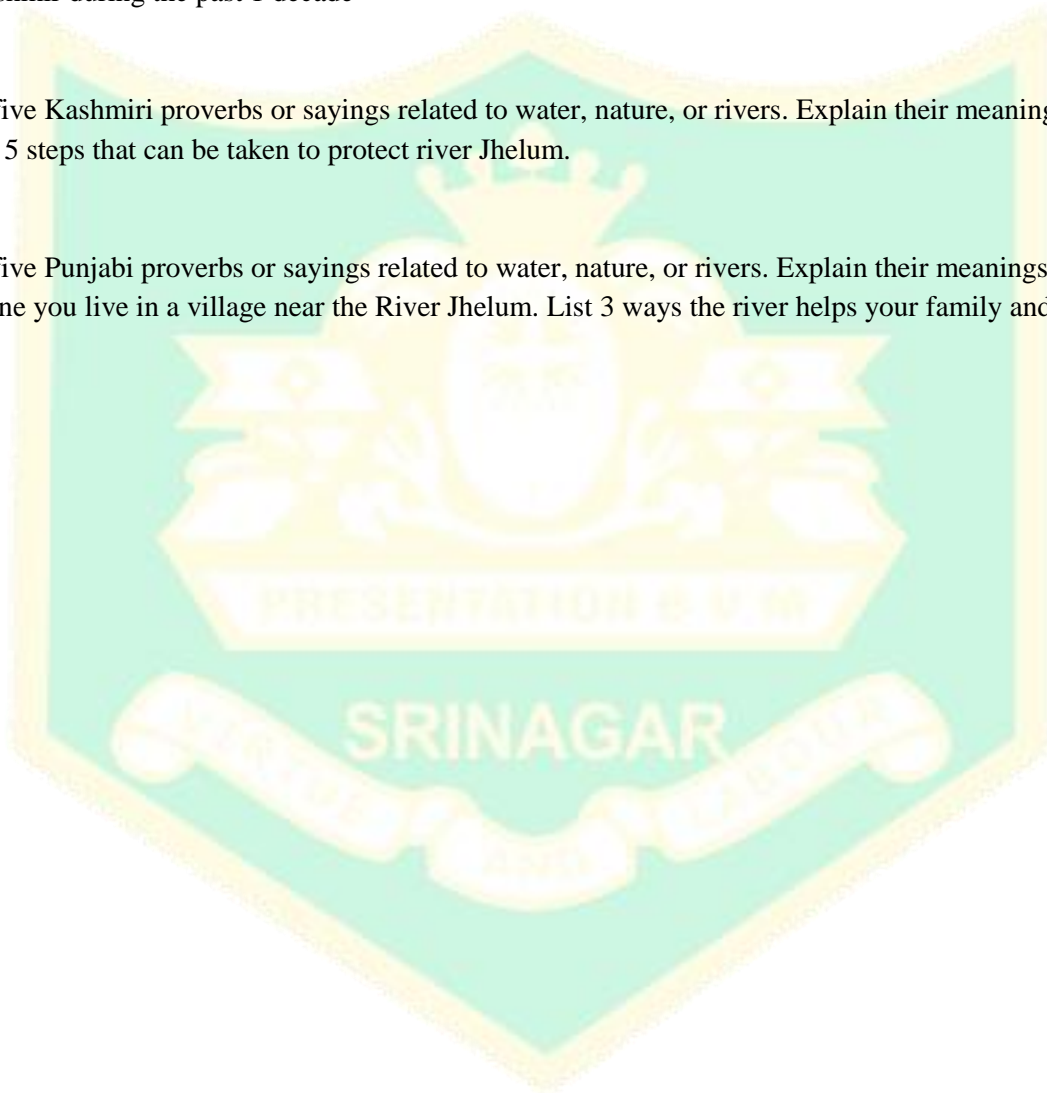 shmir during the past 1 decade
five Kashmiri proverbs or sayings related to water, nature, or rivers. Explain their meaning
5 steps that can be taken to protect river Jhelum.
five Punjabi proverbs or sayings related to water, nature, or rivers. Explain their meanings
ne you live in a village near the River Jhelum. List 3 ways the river helps your family and
PRESENTATION B.V.M
SRINAGAR
VIRTUE AND LABOUR